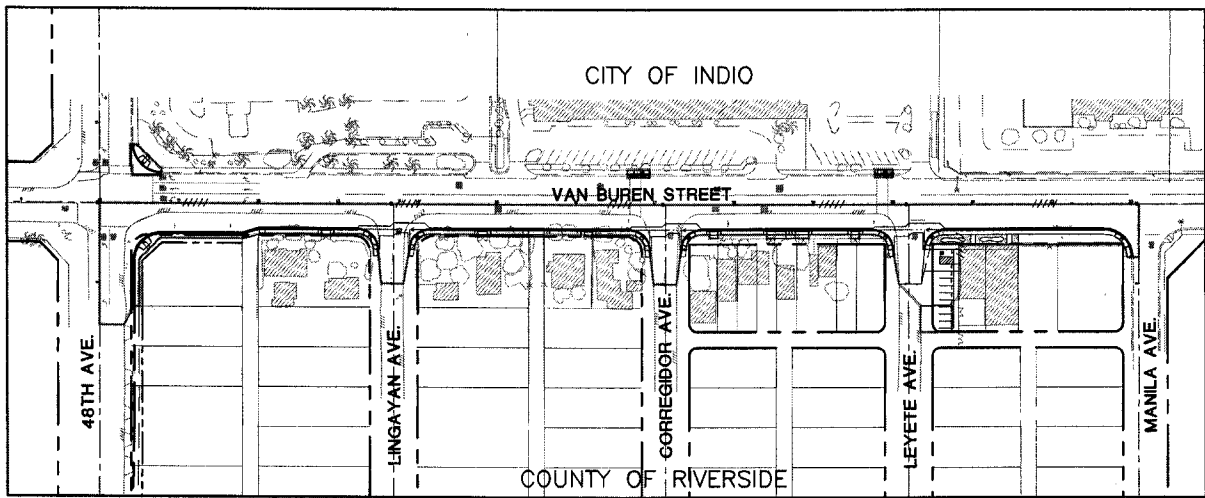 CITY OF INDIO
VAN BUREN STREET
48TH AVE.
LINGAYAN AVE.
CORREGIDOR AVE.
LEYETE AVE.
MANILA AVE.
COUNTY OF RIVERSIDE